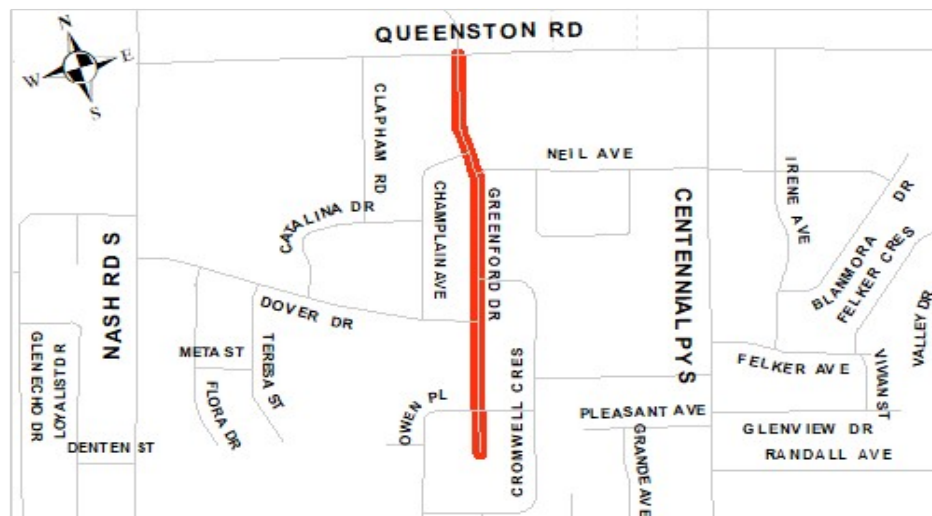 N
E
W
S
QUEENSTON RD
CLAPHAM RD
NEIL AVE
IRENE AVE
BLANMORA DR
FELKER CRES
VALLEY DR
CATALINA DR
CHAMPLAIN AVE
GREENFORD DR
CENTENNIAL PY S
NASH RD S
DOVER DR
GLENECHO DR
LOYALIST DR
META ST
TERESA ST
FLORA DR
DENTEN ST
OWEN PL
CROMWELL CRES
FELKER AVE
VIVIAN ST
PLEASANT AVE
GRANDE AVE
GLENVIEW DR
RANDALL AVE